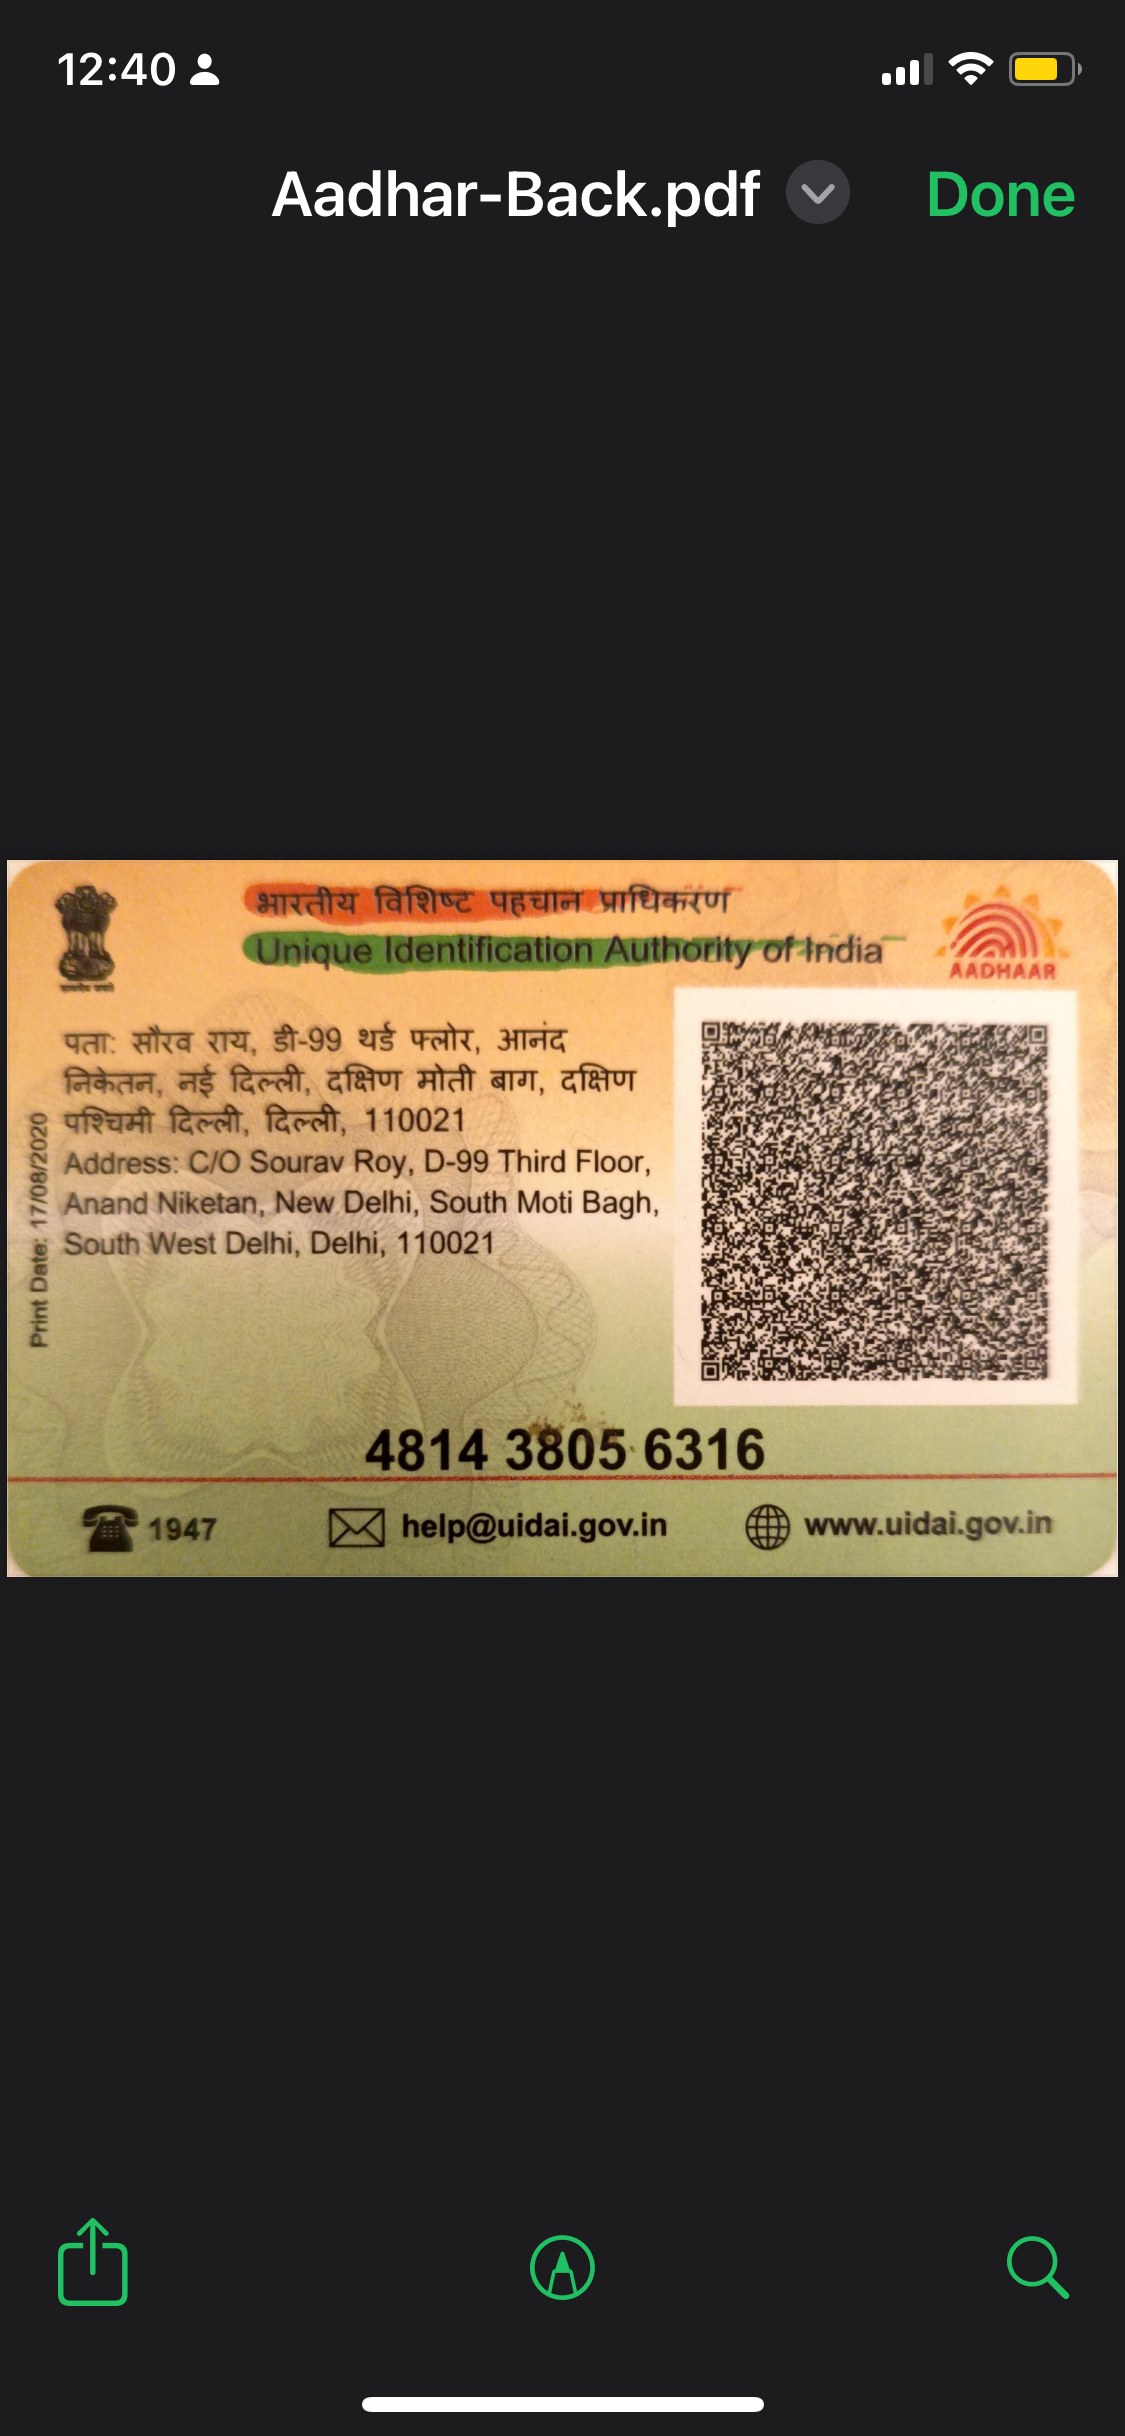 12:40
Aadhar-Back.pdf
Done
भारतीय विशिष्ट पहचान प्राधिकरण
Unique Identification Authority of India
AADHAAR
पता: सौरव राय, डी-99 थर्ड फ्लोर, आनंद
निकेतन, नई दिल्ली, दक्षिण मोती बाग, दक्षिण
पश्चिमी दिल्ली, दिल्ली, 110021
Address: C/O Sourav Roy, D-99 Third Floor,
Anand Niketan, New Delhi, South Moti Bagh,
South West Delhi, Delhi, 110021
Print Date: 17/08/2020
4814 3805 6316
1947
help@uidai.gov.in
www.uidai.gov.in